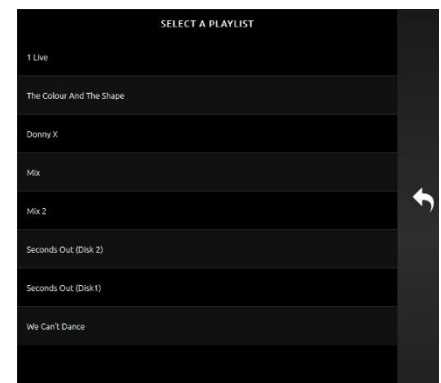 SELECT A PLAYLIST
1 Live
The Colour And The Shape
Donny X
Mix
Mix 2
Seconds Out (Disk 2)
Seconds Out (Disk1)
We Can't Dance